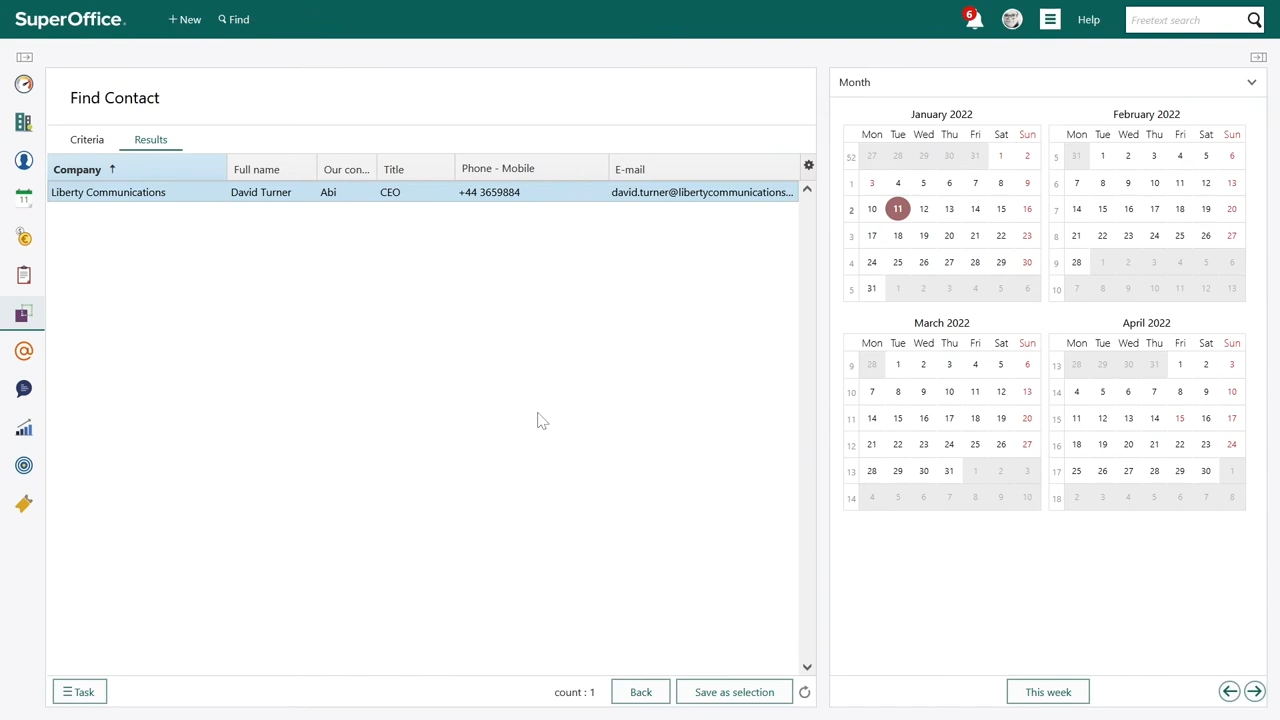 SuperOffice.
+ New
Find
6
Help
Freetext search
11
Find Contact
Criteria
Results
Company ↑ Full name Our con... Title Phone - Mobile E-mail
Liberty Communications David Turner Abi CEO +44 3659884 david.turner@libertycommunications...
Task
count : 1
Back
Save as selection
Month
January 2022
Mon Tue Wed Thu Fri Sat Sun
52 27 28 29 30 31 1 2
1 3 4 5 6 7 8 9
2 10 11 12 13 14 15 16
3 17 18 19 20 21 22 23
4 24 25 26 27 28 29 30
5 31 1 2 3 4 5 6
February 2022
Mon Tue Wed Thu Fri Sat Sun
5 31 1 2 3 4 5 6
6 7 8 9 10 11 12 13
7 14 15 16 17 18 19 20
8 21 22 23 24 25 26 27
9 28 1 2 3 4 5 6
10 7 8 9 10 11 12 13
March 2022
Mon Tue Wed Thu Fri Sat Sun
9 28 1 2 3 4 5 6
10 7 8 9 10 11 12 13
11 14 15 16 17 18 19 20
12 21 22 23 24 25 26 27
13 28 29 30 31 1 2 3
14 4 5 6 7 8 9 10
April 2022
Mon Tue Wed Thu Fri Sat Sun
13 28 29 30 31 1 2 3
14 4 5 6 7 8 9 10
15 11 12 13 14 15 16 17
16 18 19 20 21 22 23 24
17 25 26 27 28 29 30 1
18 2 3 4 5 6 7 8
This week